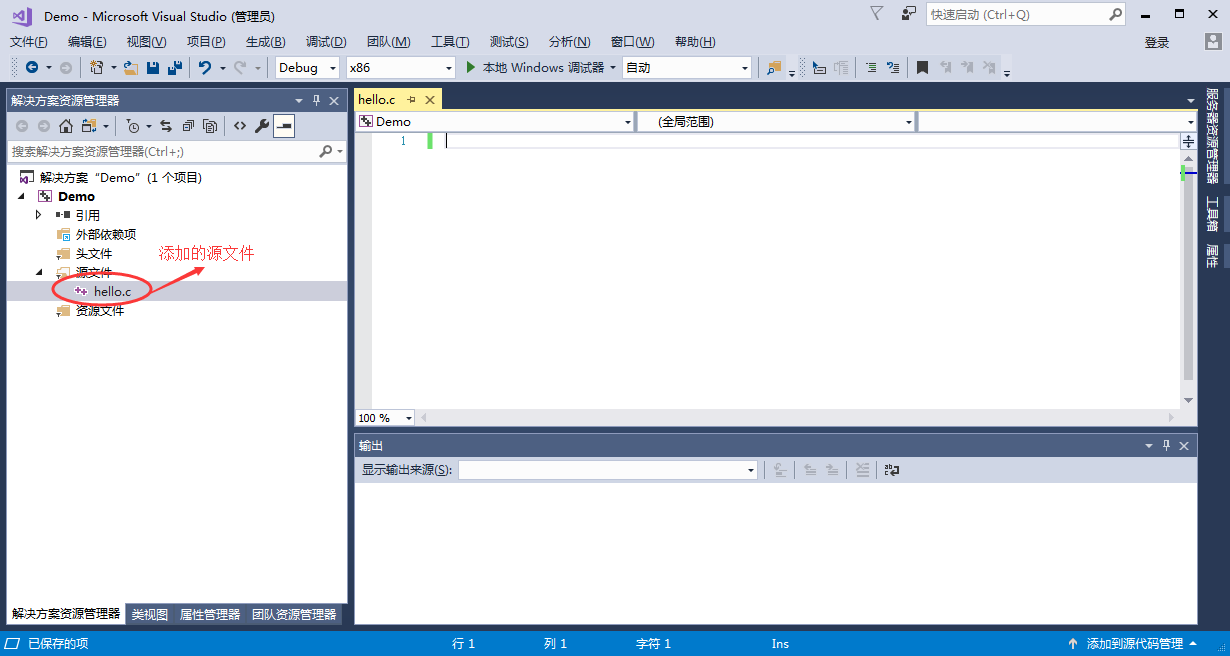 Demo - Microsoft Visual Studio (管理员)
快速启动 (Ctrl+Q)
文件(F) 编辑(E) 视图(V) 项目(P) 生成(B) 调试(D) 团队(M) 工具(T) 测试(S) 分析(N) 窗口(W) 帮助(H) 登录
Debug x86 本地 Windows 调试器 自动
解决方案资源管理器
搜索解决方案资源管理器(Ctrl+;)
解决方案“Demo”(1 个项目)
Demo
引用
外部依赖项
头文件
源文件
hello.c
资源文件
添加的源文件
解决方案资源管理器 类视图 属性管理器 团队资源管理器
hello.c
Demo (全局范围)
1
100 %
输出
显示输出来源(S):
服务器资源管理器
工具箱
属性
已保存的项 行 1 列 1 字符 1 Ins 添加到源代码管理